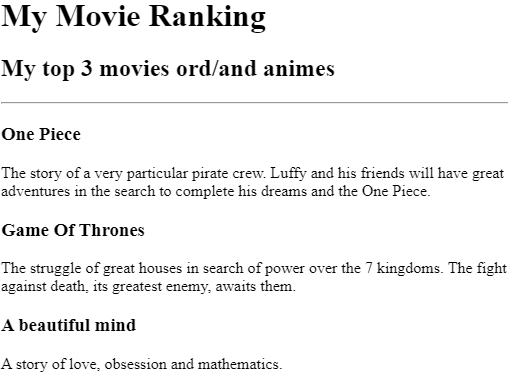 My Movie Ranking
My top 3 movies ord/and animes
One Piece
The story of a very particular pirate crew. Luffy and his friends will have great
adventures in the search to complete his dreams and the One Piece.
Game Of Thrones
The struggle of great houses in search of power over the 7 kingdoms. The fight
against death, its greatest enemy, awaits them.
A beautiful mind
A story of love, obsession and mathematics.